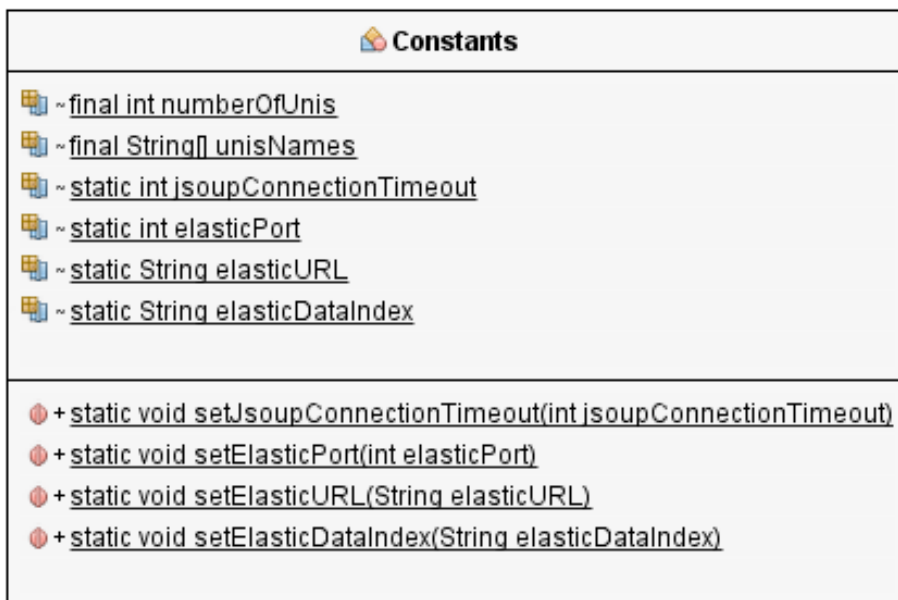 Constants
~final int numberOfUnis
~final String[] unisNames
~static int jsoupConnectionTimeout
~static int elasticPort
~static String elasticURL
~static String elasticDataIndex
+static void setJsoupConnectionTimeout(int jsoupConnectionTimeout)
+static void setElasticPort(int elasticPort)
+static void setElasticURL(String elasticURL)
+static void setElasticDataIndex(String elasticDataIndex)